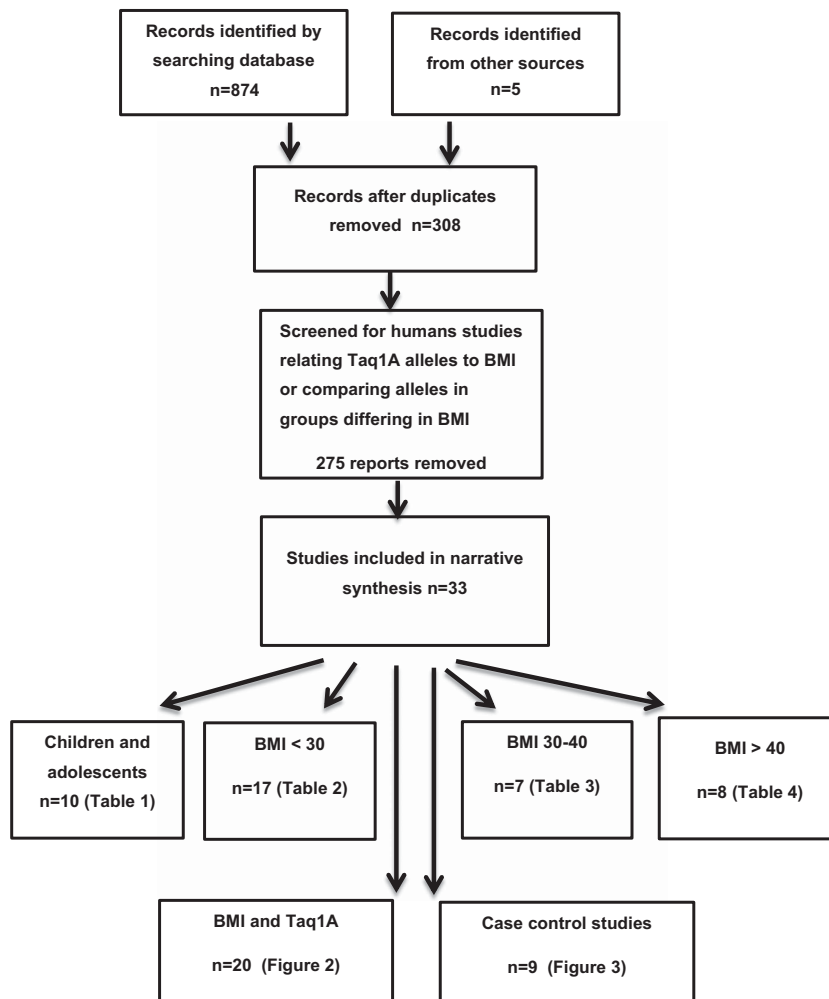 Records identified by
searching database
n=874
Records identified
from other sources
n=5
Records after duplicates
removed n=308
Screened for humans studies
relating Taq1A alleles to BMI
or comparing alleles in
groups differing in BMI
275 reports removed
Studies included in narrative
synthesis n=33
Children and
adolescents
n=10 (Table 1)
BMI < 30
n=17 (Table 2)
BMI 30-40
n=7 (Table 3)
BMI > 40
n=8 (Table 4)
BMI and Taq1A
n=20 (Figure 2)
Case control studies
n=9 (Figure 3)